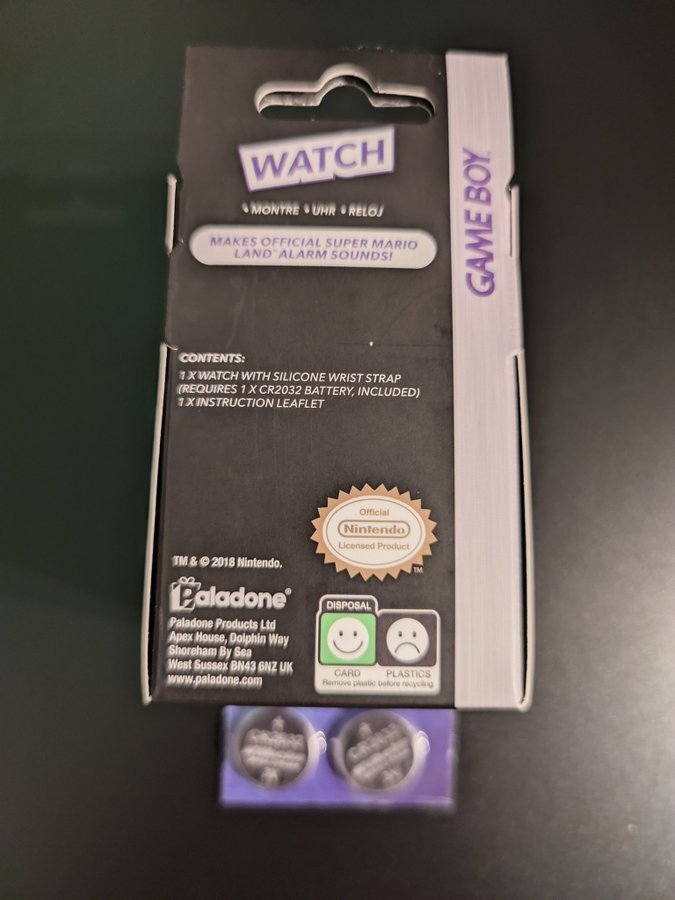 WATCH
• MONTRE • UHR • RELOJ
MAKES OFFICIAL SUPER MARIO
LAND™ ALARM SOUNDS!
GAME BOY™
CONTENTS:
1 X WATCH WITH SILICONE WRIST STRAP
(REQUIRES 1 X CR2032 BATTERY, INCLUDED)
1 X INSTRUCTION LEAFLET
Official
Nintendo
Licensed Product
™
TM & © 2018 Nintendo.
Paladone®
Paladone Products Ltd
Apex House, Dolphin Way
Shoreham By Sea
West Sussex BN43 6NZ UK
www.paladone.com
DISPOSAL
CARD PLASTICS
Remove plastic before recycling